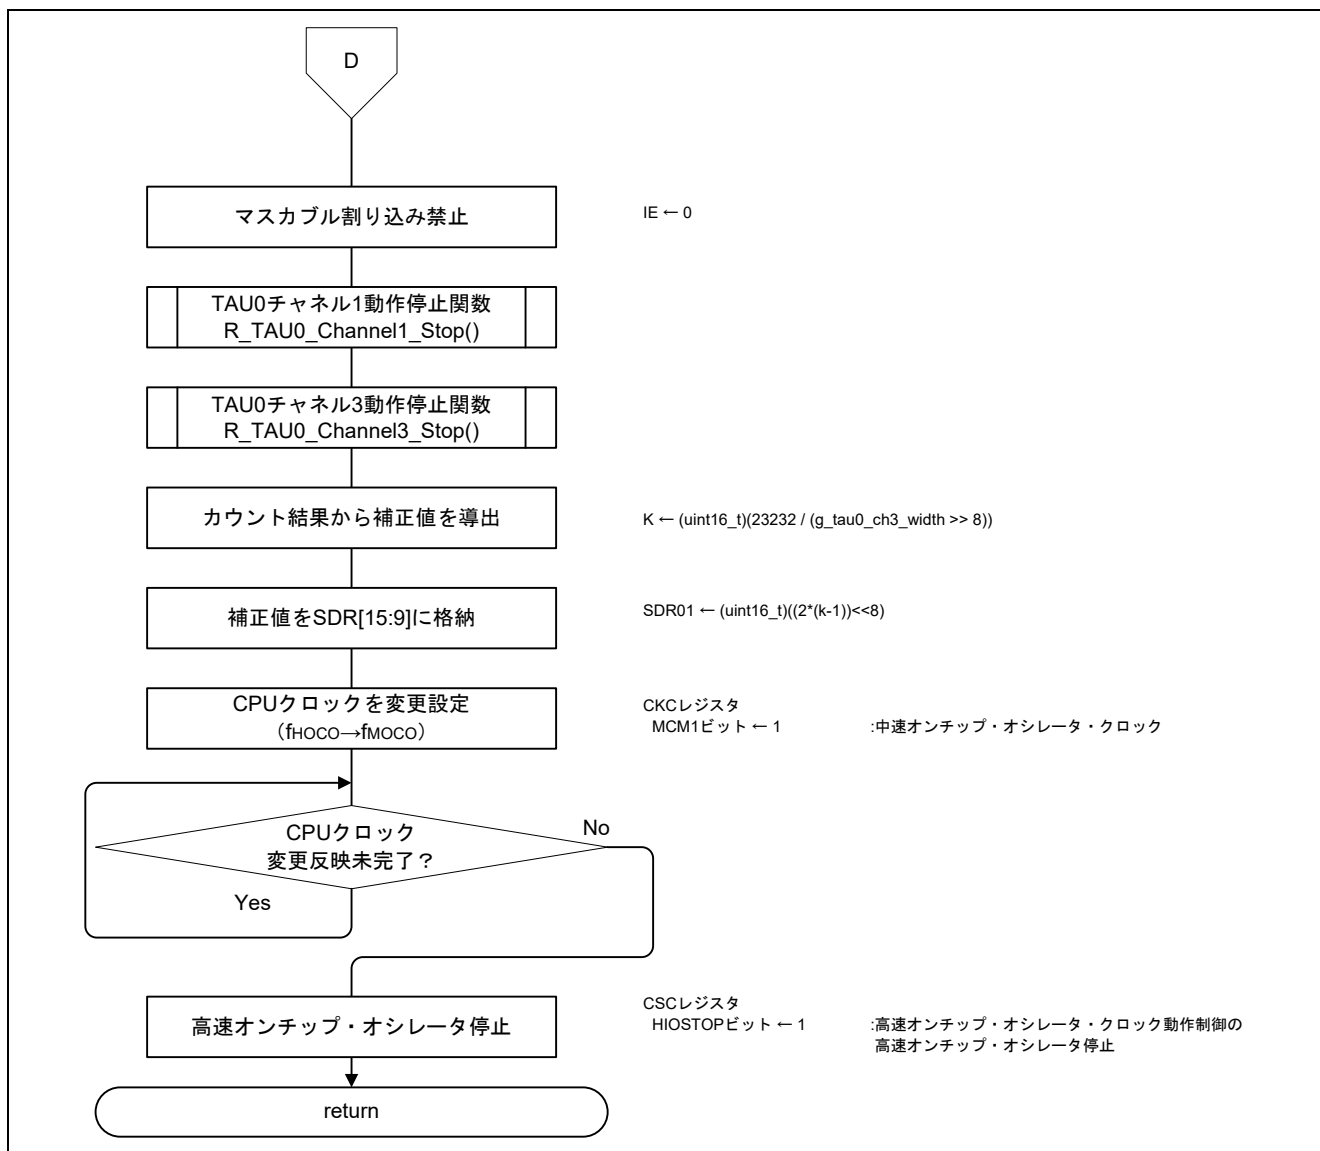 D
マスカブル割り込み禁止
IE ← 0
TAU0チャネル1動作停止関数
R_TAU0_Channel1_Stop()
TAU0チャネル3動作停止関数
R_TAU0_Channel3_Stop()
カウント結果から補正値を導出
K ← (uint16_t)(23232 / (g_tau0_ch3_width >> 8))
補正値をSDR[15:9]に格納
SDR01 ← (uint16_t)((2*(k-1))<<8)
CPUクロックを変更設定
（fHOCO→fMOCO）
CKCレジスタ
MCM1ビット ← 1 :中速オンチップ・オシレータ・クロック
CPUクロック
変更反映未完了？
No
Yes
高速オンチップ・オシレータ停止
CSCレジスタ
HIOSTOPビット ← 1 :高速オンチップ・オシレータ・クロック動作制御の
高速オンチップ・オシレータ停止
return